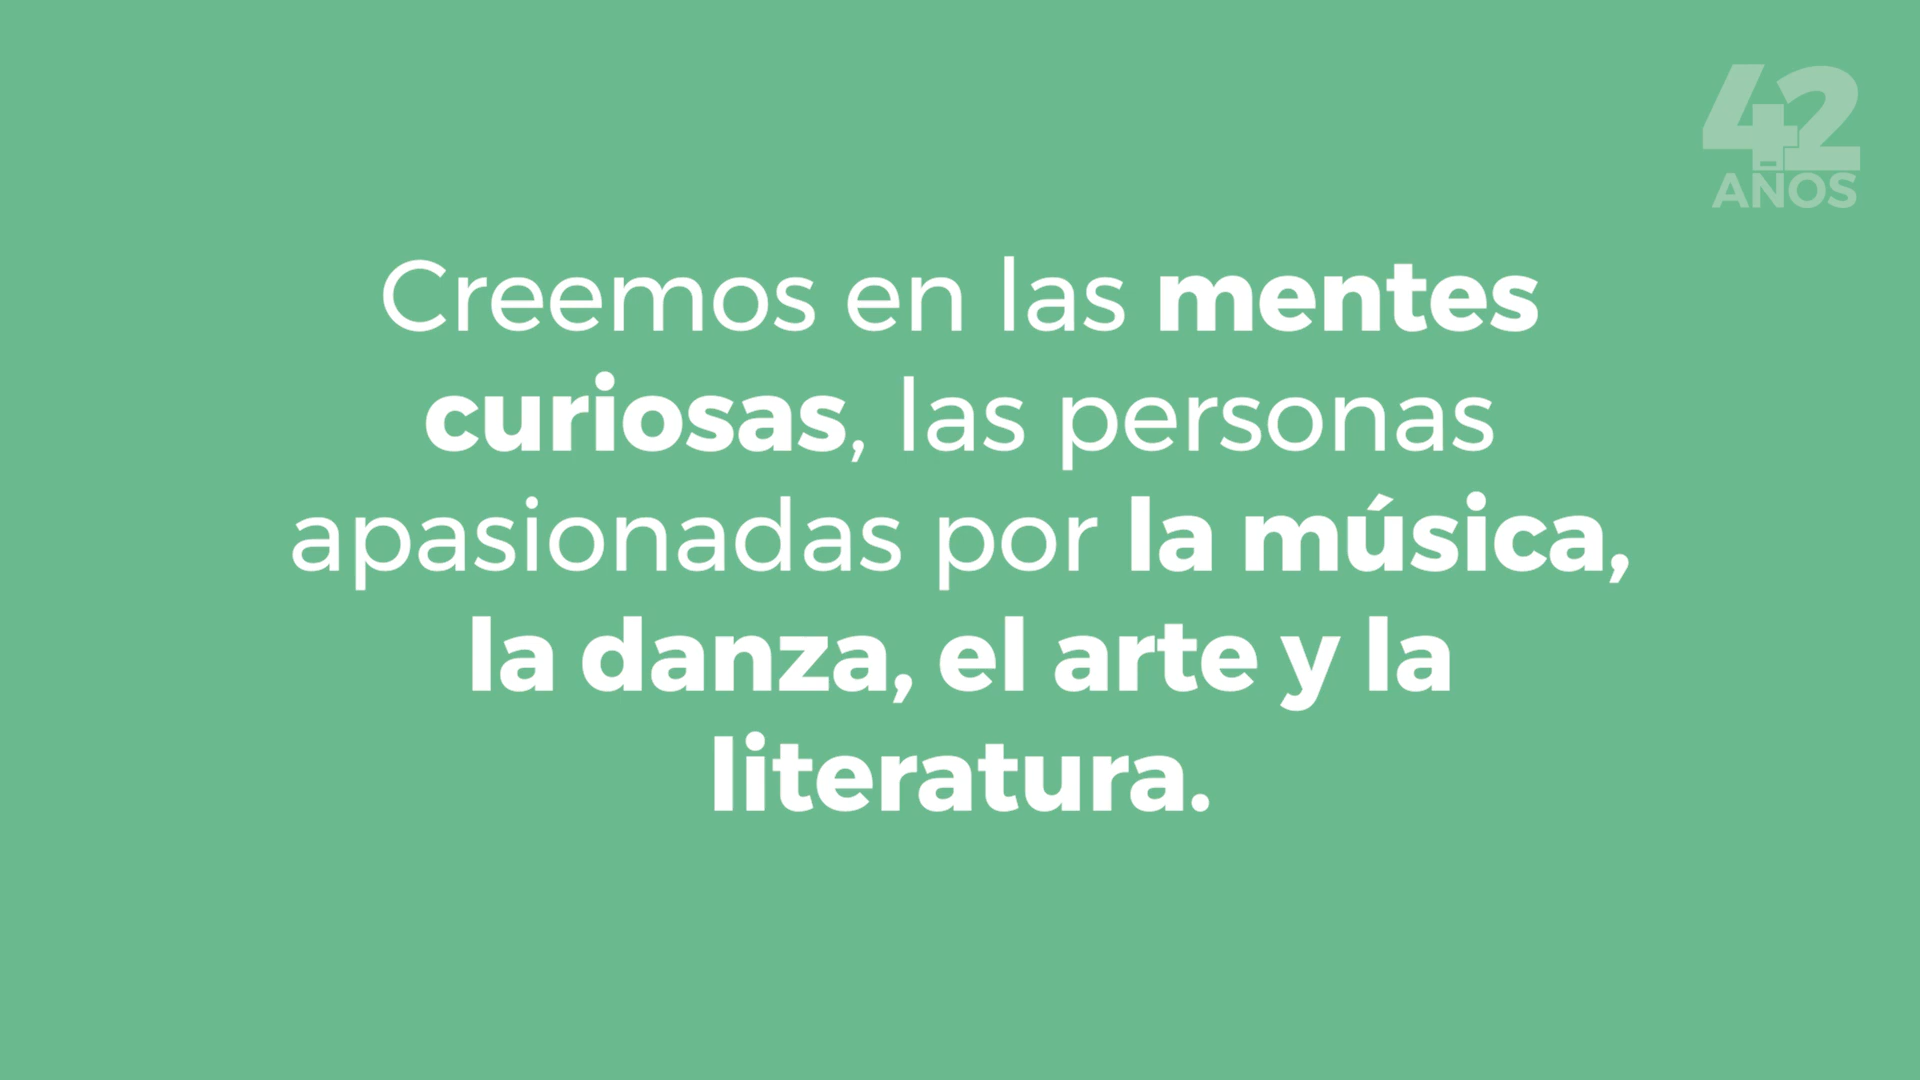 42
AÑOS
Creemos en las mentes
curiosas, las personas
apasionadas por la música,
la danza, el arte y la
literatura.